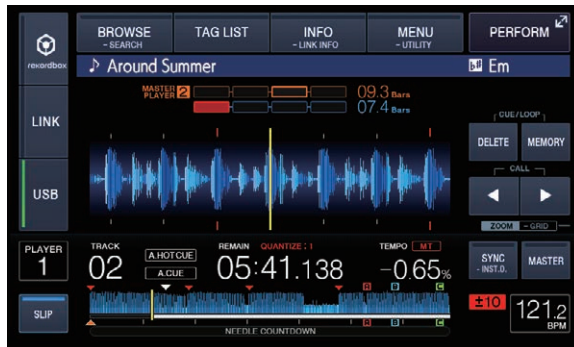 BROWSE
- SEARCH
TAG LIST
INFO
- LINK INFO
MENU
- UTILITY
PERFORM
rekordbox
Around Summer
Em
MASTER
PLAYER 2
09.3 Bars
07.4 Bars
LINK
CUE/LOOP
DELETE
MEMORY
CALL
USB
ZOOM
- GRID
PLAYER
1
TRACK
02
A.HOT CUE
A.CUE
REMAIN
QUANTIZE : 1
05:41.138
TEMPO
MT
-0.65%
SYNC
- INST.D.
MASTER
A
B
C
SLIP
A
B
C
NEEDLE COUNTDOWN
±10
121.2
BPM